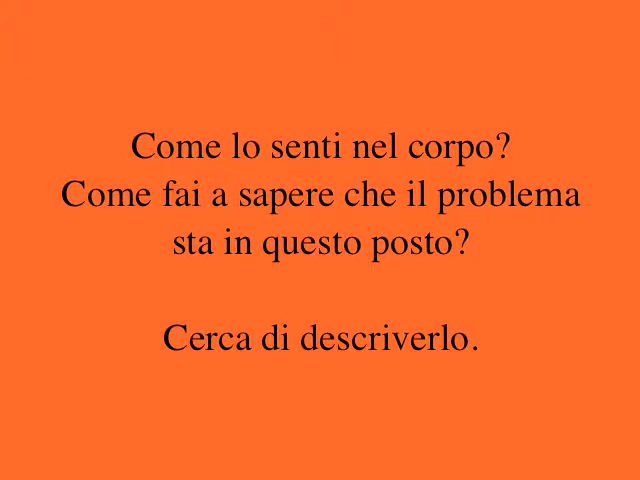 Come lo senti nel corpo?
Come fai a sapere che il problema
sta in questo posto?
Cerca di descriverlo.